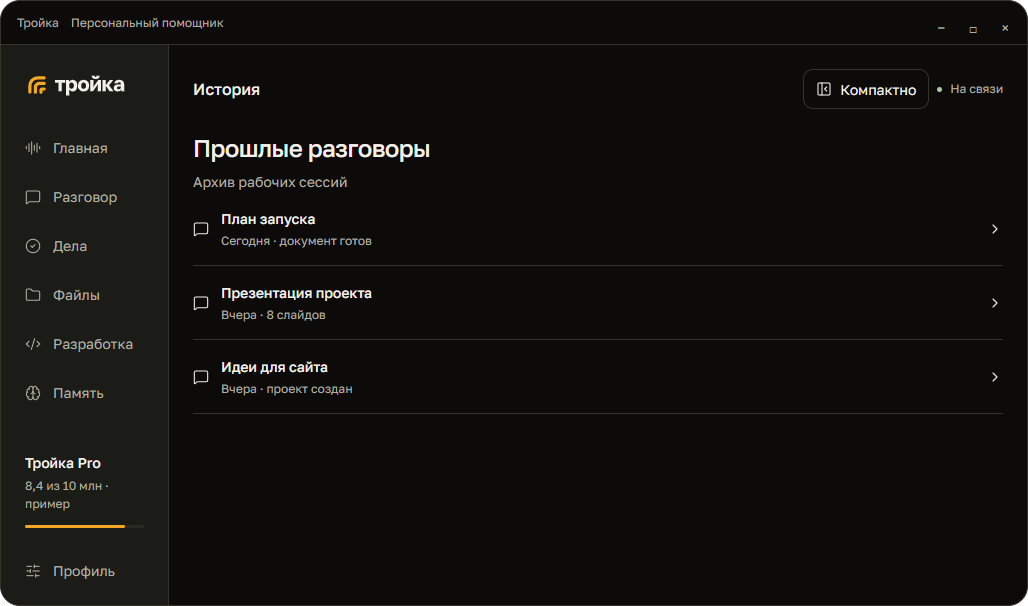 Тройка Персональный помощник
тройка
Главная
Разговор
Дела
Файлы
Разработка
Память
Тройка Pro
8,4 из 10 млн ·
пример
Профиль
История
Компактно
На связи
Прошлые разговоры
Архив рабочих сессий
План запуска
Сегодня · документ готов
Презентация проекта
Вчера · 8 слайдов
Идеи для сайта
Вчера · проект создан